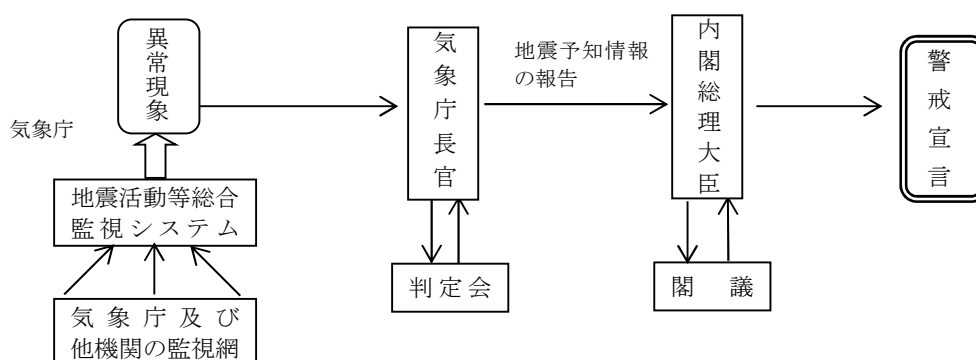 異常現象
気象庁
地震活動等総合
監視システム
気象庁及び
他機関の監視網
気象庁長官
判定会
地震予知情報
の報告
内閣総理大臣
閣議
警戒宣言